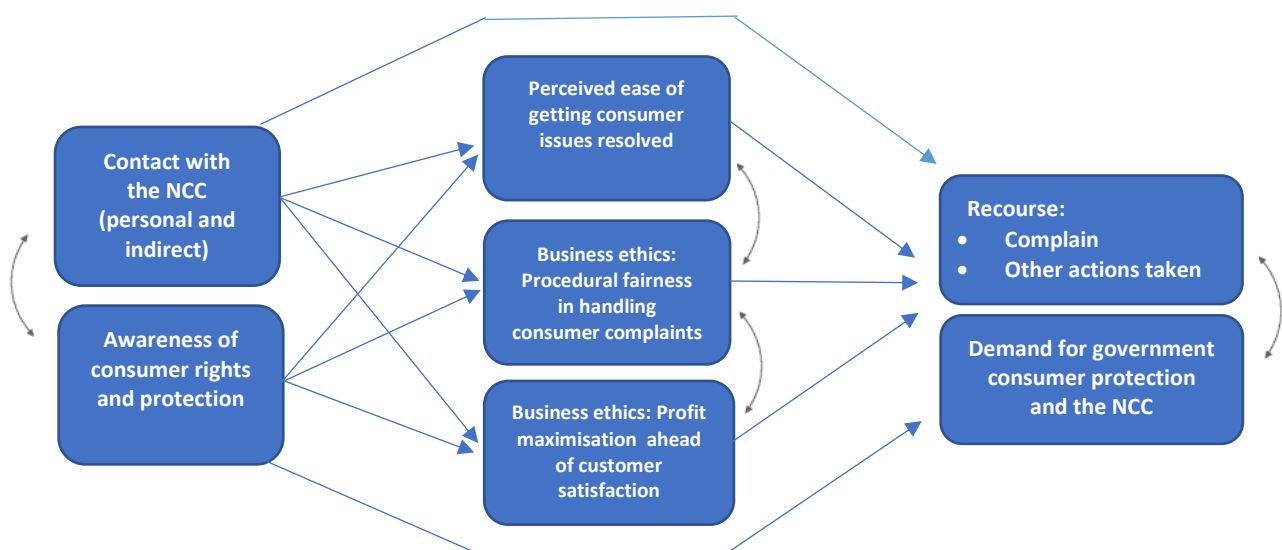 Contact with
the NCC
(personal and
indirect)
Awareness of
consumer rights
and protection
Perceived ease of
getting consumer
issues resolved
Business ethics:
Procedural fairness
in handling
consumer complaints
Business ethics: Profit
maximisation ahead
of customer
satisfaction
Recourse:
• Complain
• Other actions taken
Demand for government
consumer protection
and the NCC